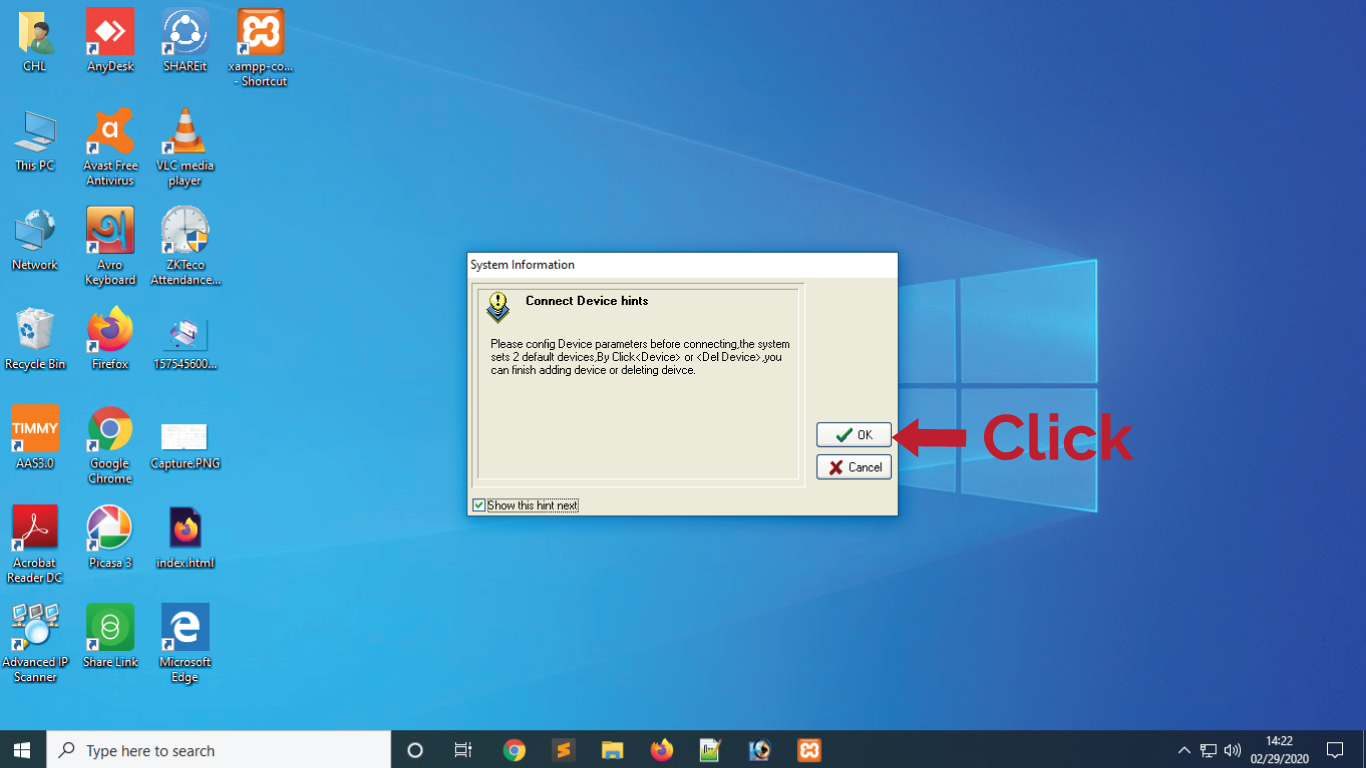 CHL
AnyDesk
SHAREit
xampp-co...
- Shortcut
This PC
Avast Free
Antivirus
VLC media
player
Network
Avro
Keyboard
ZKTeco
Attendance...
Recycle Bin
Firefox
157545600...
TIMMY
AAS3.0
Google
Chrome
Capture.PNG
Acrobat
Reader DC
Picasa 3
index.html
Advanced IP
Scanner
Share Link
Microsoft
Edge
System Information
Connect Device hints
Please config Device parameters before connecting,the system
sets 2 default devices,By Click<Device> or <Del Device>,you
can finish adding device or deleting deivce.
OK
Cancel
Show this hint next
Click
Type here to search
14:22
02/29/2020